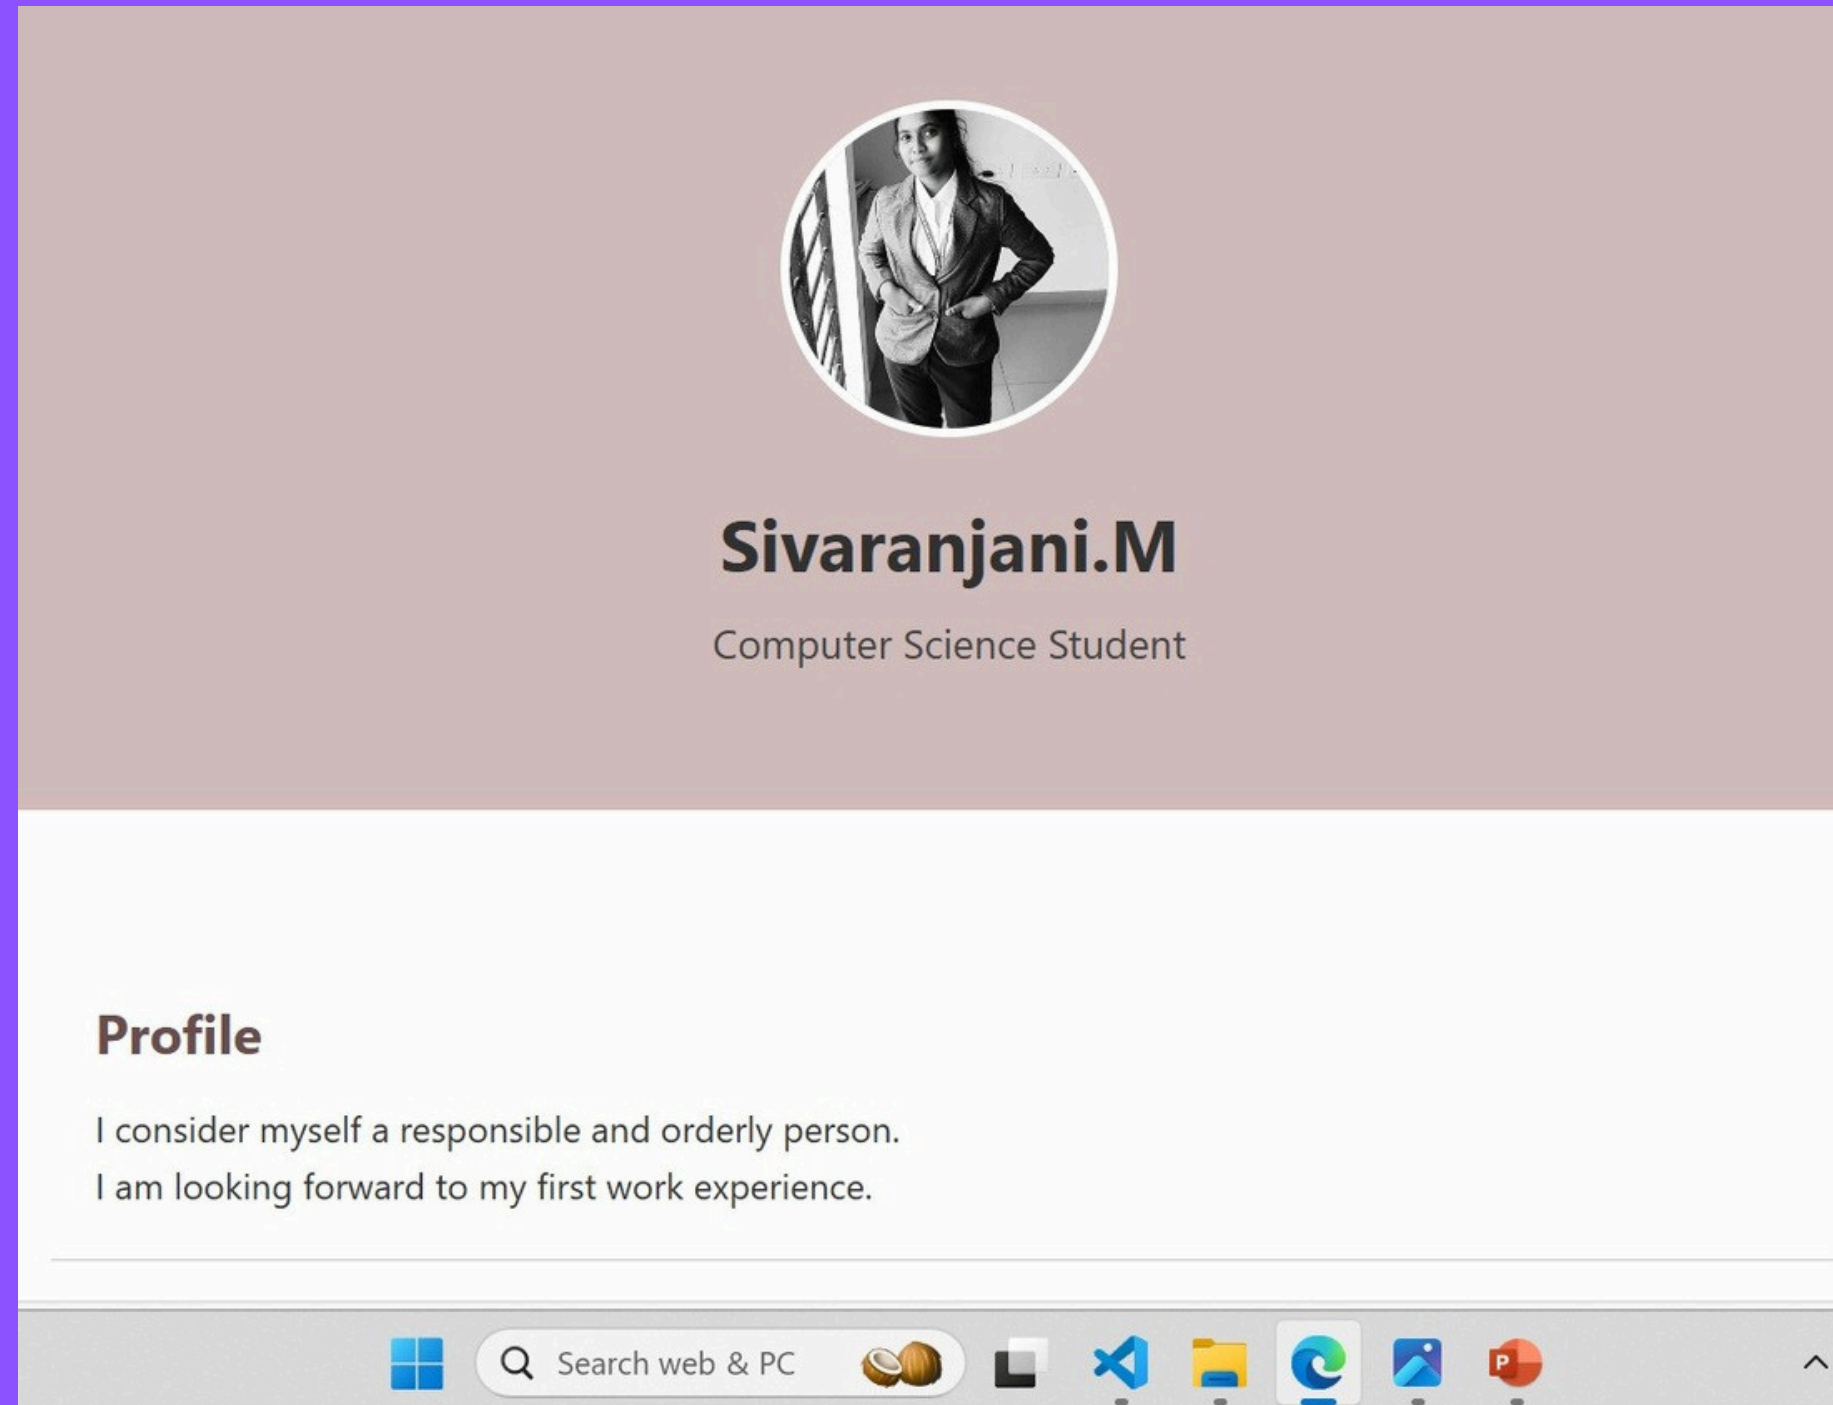 Sivaranjani.M
Computer Science Student
Profile
I consider myself a responsible and orderly person.
I am looking forward to my first work experience.
Search web & PC
P